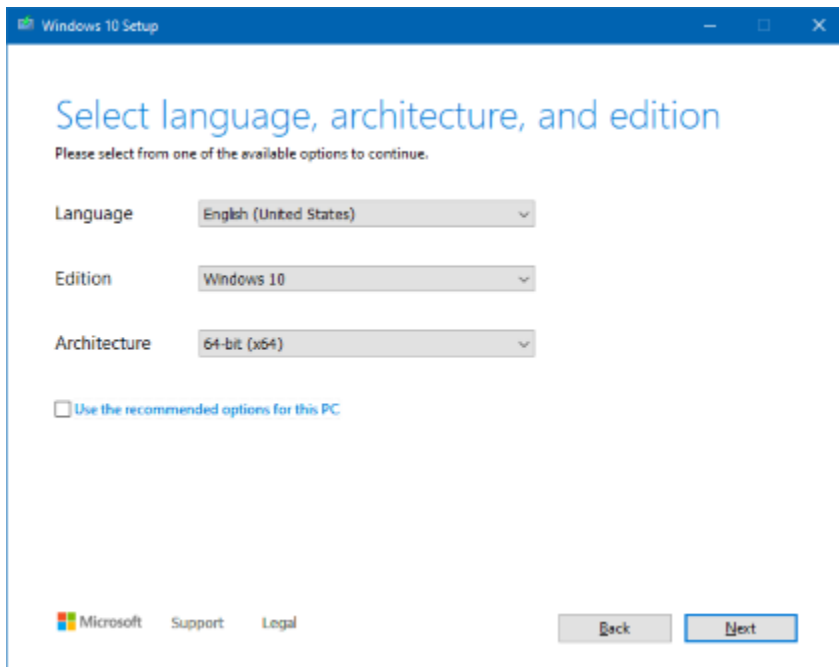 Windows 10 Setup
Select language, architecture, and edition
Please select from one of the available options to continue.
Language English (United States)
Edition Windows 10
Architecture 64-bit (x64)
Use the recommended options for this PC
Microsoft Support Legal Back Next